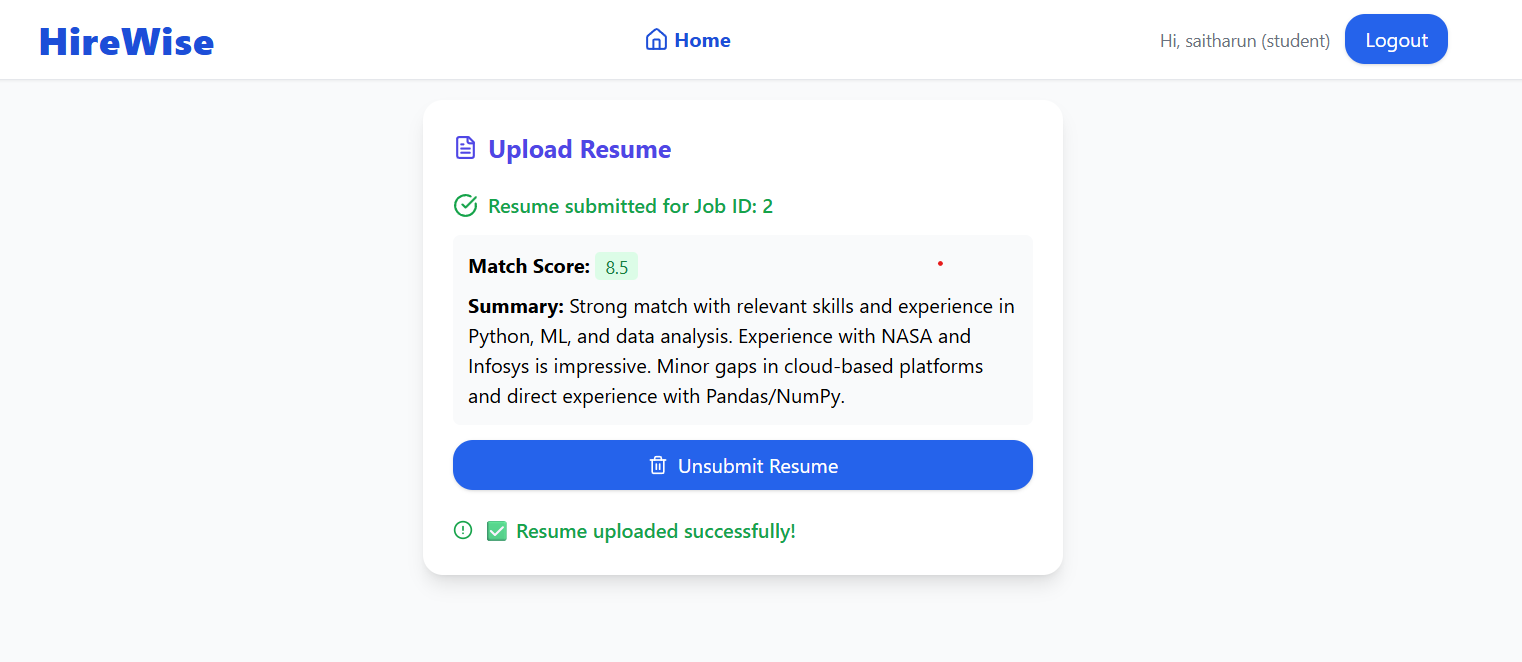 HireWise
Home
Hi, saitharun (student)
Logout
Upload Resume
Resume submitted for Job ID: 2
Match Score: 8.5
Summary: Strong match with relevant skills and experience in
Python, ML, and data analysis. Experience with NASA and
Infosys is impressive. Minor gaps in cloud-based platforms
and direct experience with Pandas/NumPy.
Unsubmit Resume
✅ Resume uploaded successfully!